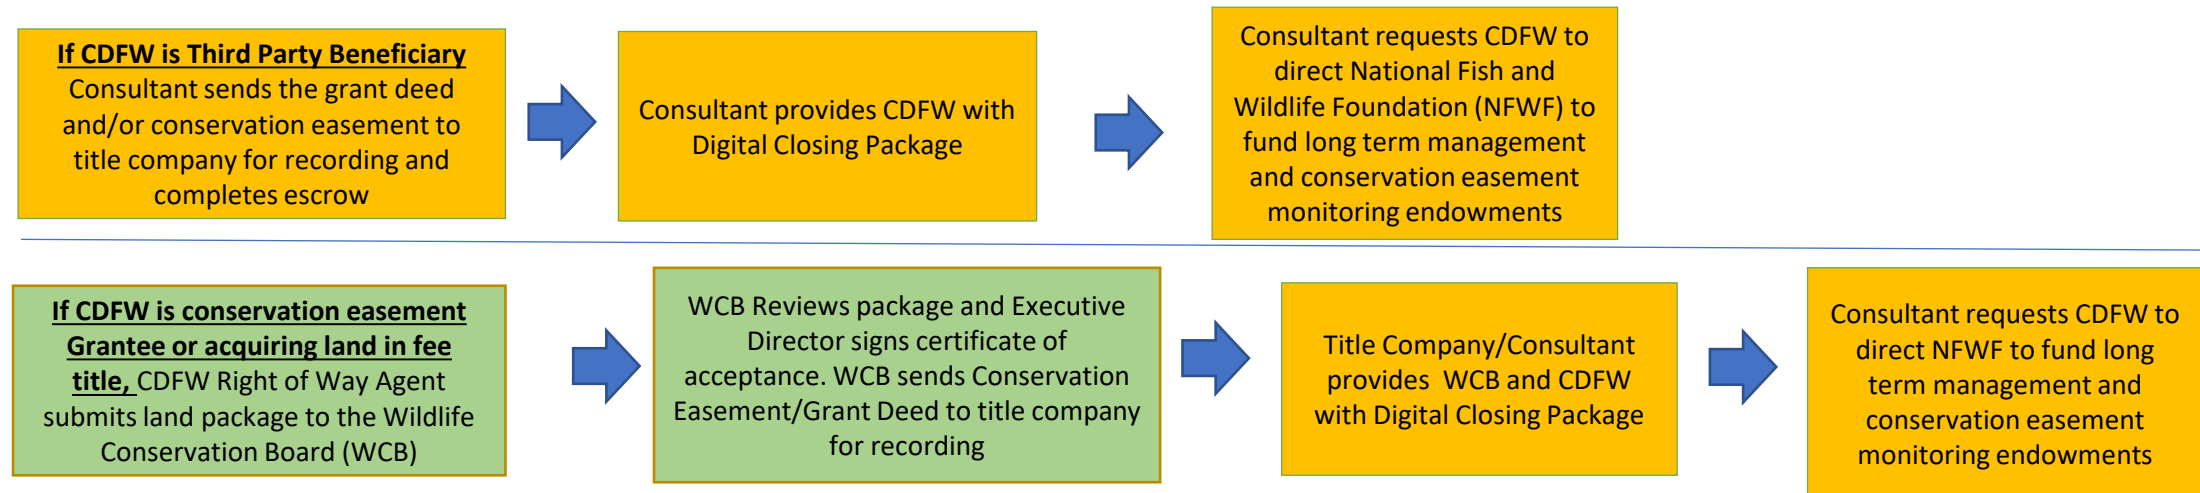 If CDFW is Third Party Beneficiary
Consultant sends the grant deed
and/or conservation easement to
title company for recording and
completes escrow
Consultant provides CDFW with
Digital Closing Package
Consultant requests CDFW to
direct National Fish and
Wildlife Foundation (NFWF) to
fund long term management
and conservation easement
monitoring endowments
If CDFW is conservation easement
Grantee or acquiring land in fee
title, CDFW Right of Way Agent
submits land package to the Wildlife
Conservation Board (WCB)
WCB Reviews package and Executive
Director signs certificate of
acceptance. WCB sends Conservation
Easement/Grant Deed to title company
for recording
Title Company/Consultant
provides  WCB and CDFW
with Digital Closing Package
Consultant requests CDFW to
direct NFWF to fund long
term management and
conservation easement
monitoring endowments